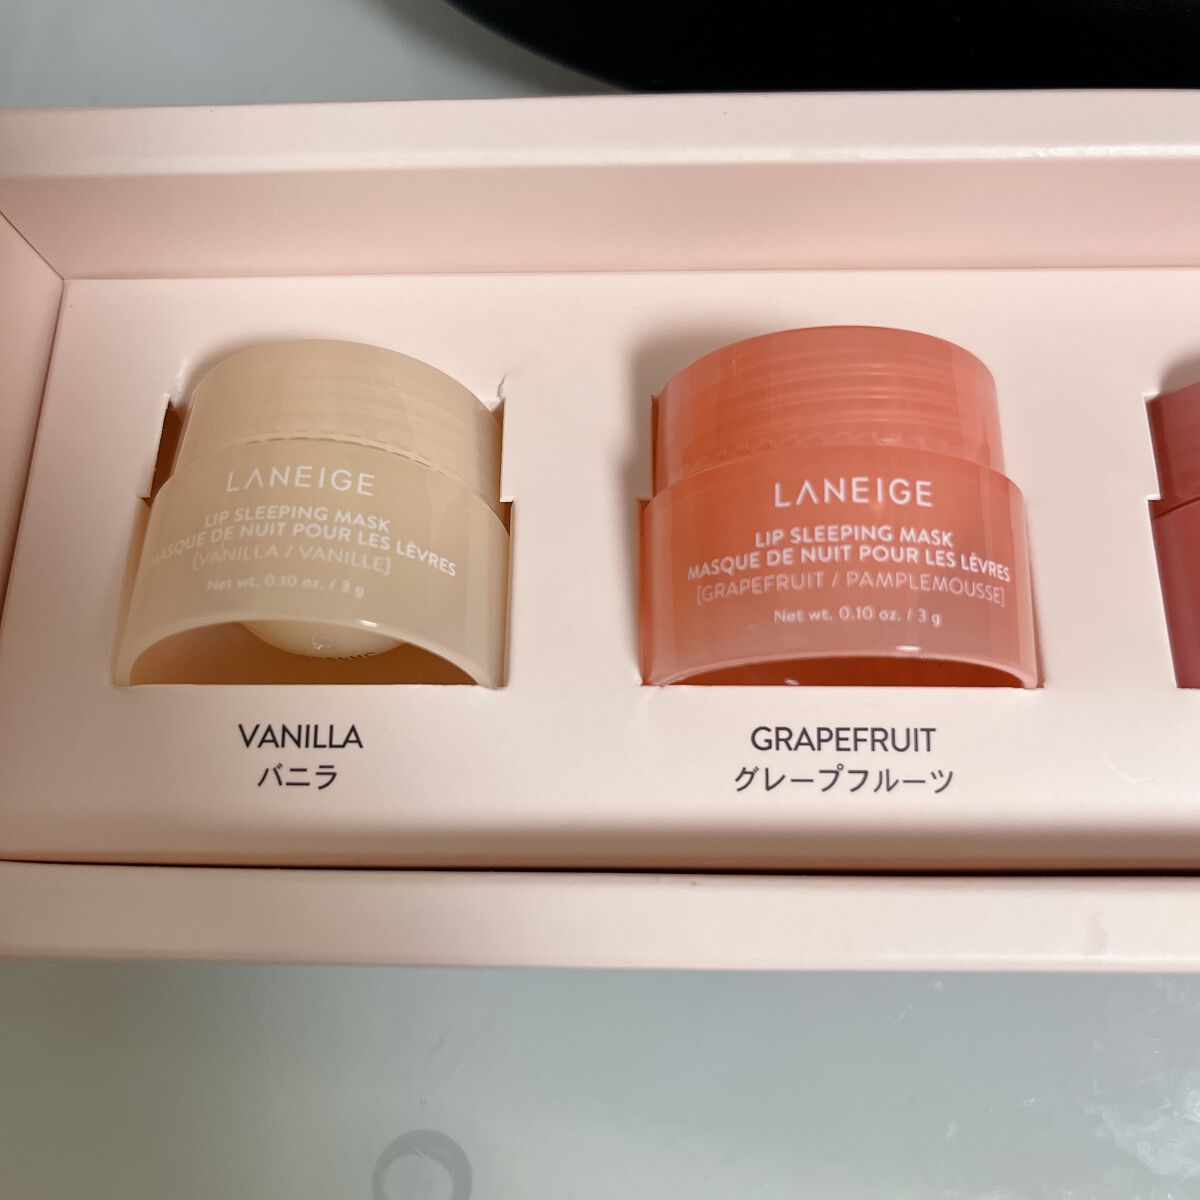 LANEIGE
LIP SLEEPING MASK
MASQUE DE NUIT POUR LES LÈVRES
[VANILLA / VANILLE]
Net wt. 0.10 oz. / 3 g
VANILLA
バニラ
LANEIGE
LIP SLEEPING MASK
MASQUE DE NUIT POUR LES LÈVRES
[GRAPEFRUIT / PAMPLEMOUSSE]
Net wt. 0.10 oz. / 3 g
GRAPEFRUIT
グレープフルーツ